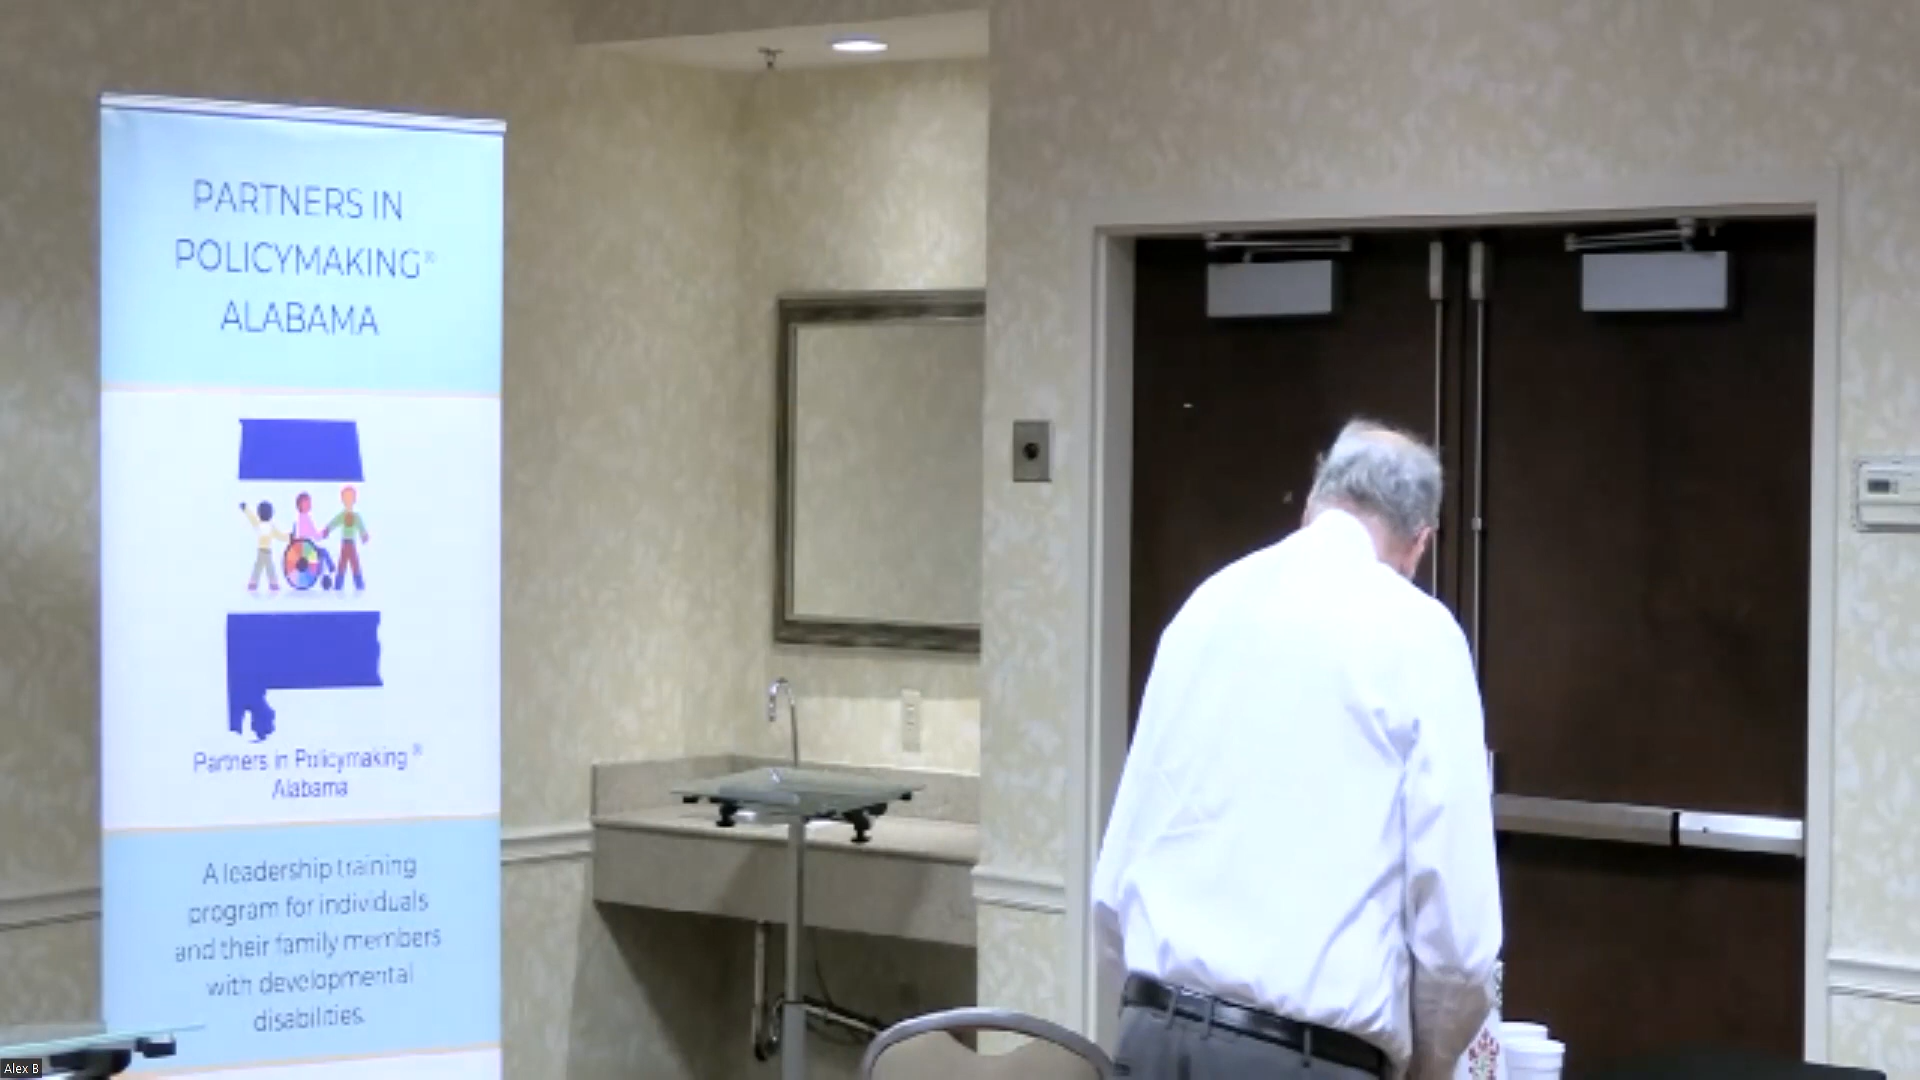 PARTNERS IN
POLICYMAKING®
ALABAMA
Partners in Policymaking®
Alabama
A leadership training
program for individuals
and their family members
with developmental
disabilities.
Alex B